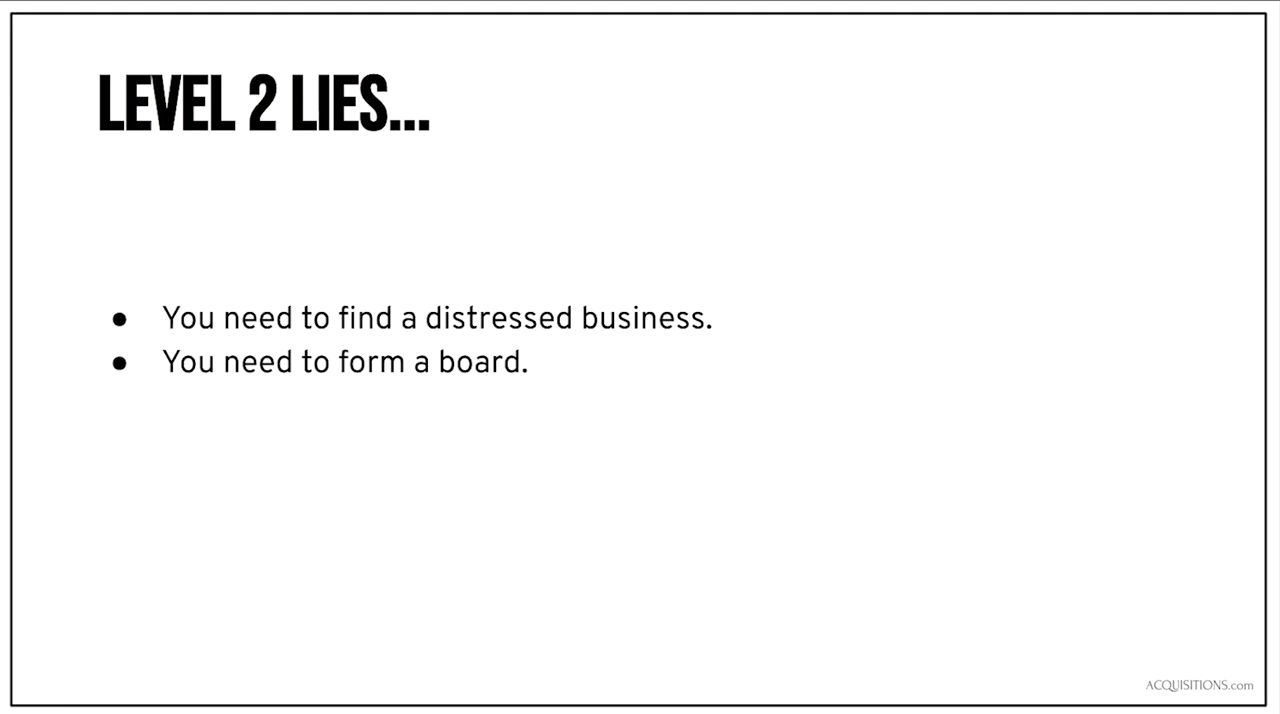 LEVEL 2 LIES...
● You need to find a distressed business.
● You need to form a board.
ACQUISITIONS.com